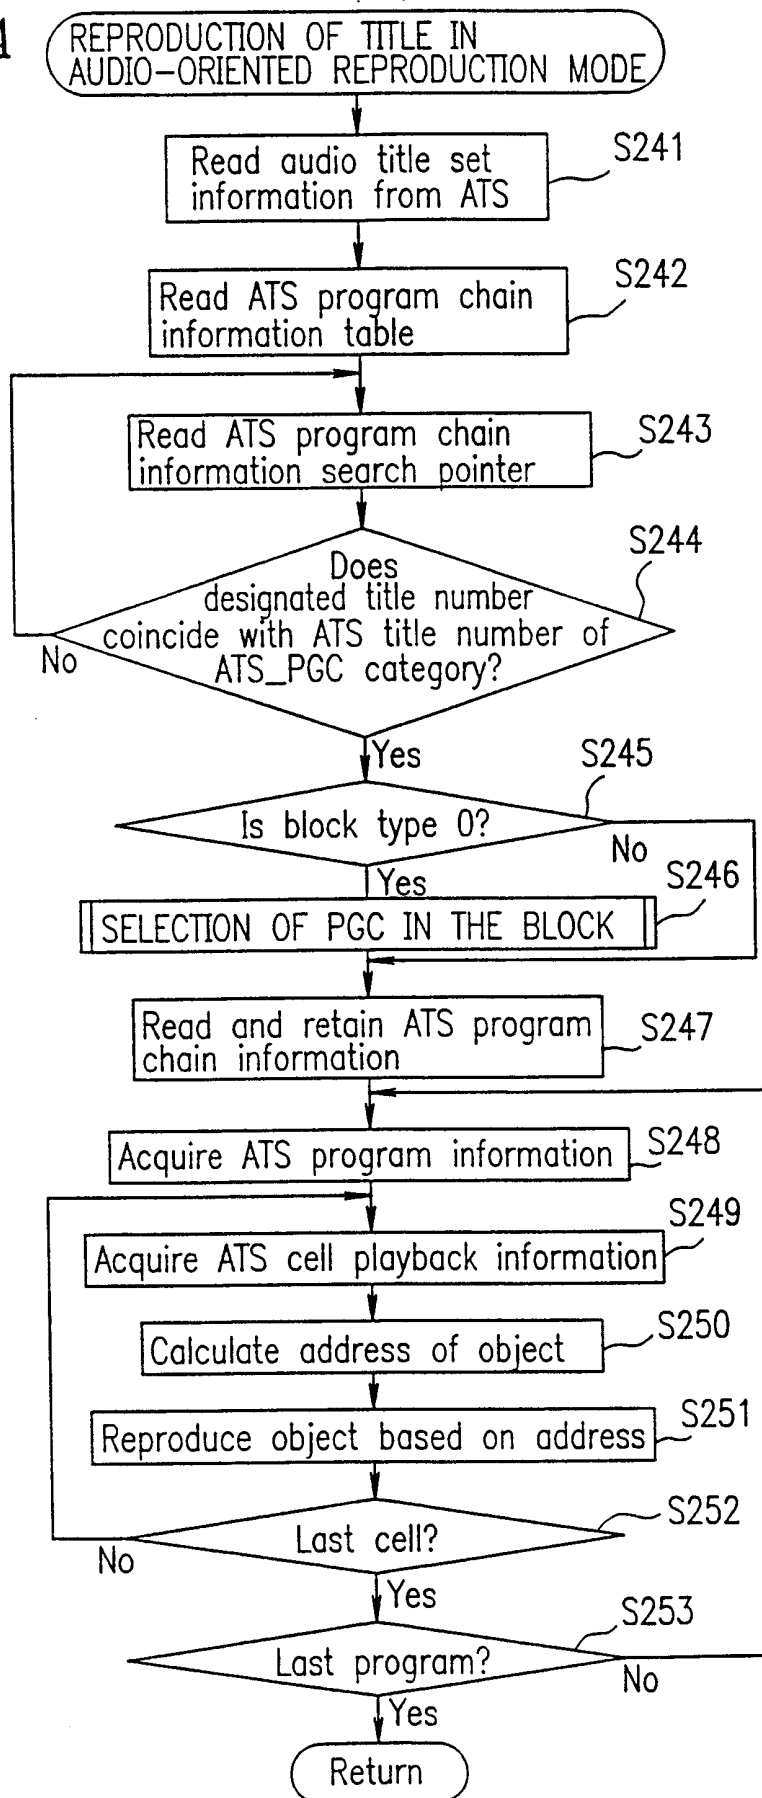 REPRODUCTION OF TITLE IN
AUDIO-ORIENTED REPRODUCTION MODE
Read audio title set
information from ATS
S241
Read ATS program chain
information table
S242
Read ATS program chain
information search pointer
S243
Does
designated title number
coincide with ATS title number of
ATS_PGC category?
S244
No
Yes
Is block type 0?
S245
No
Yes
SELECTION OF PGC IN THE BLOCK
S246
Read and retain ATS program
chain information
S247
Acquire ATS program information
S248
Acquire ATS cell playback information
S249
Calculate address of object
S250
Reproduce object based on address
S251
Last cell?
S252
No
Yes
Last program?
S253
No
Yes
Return